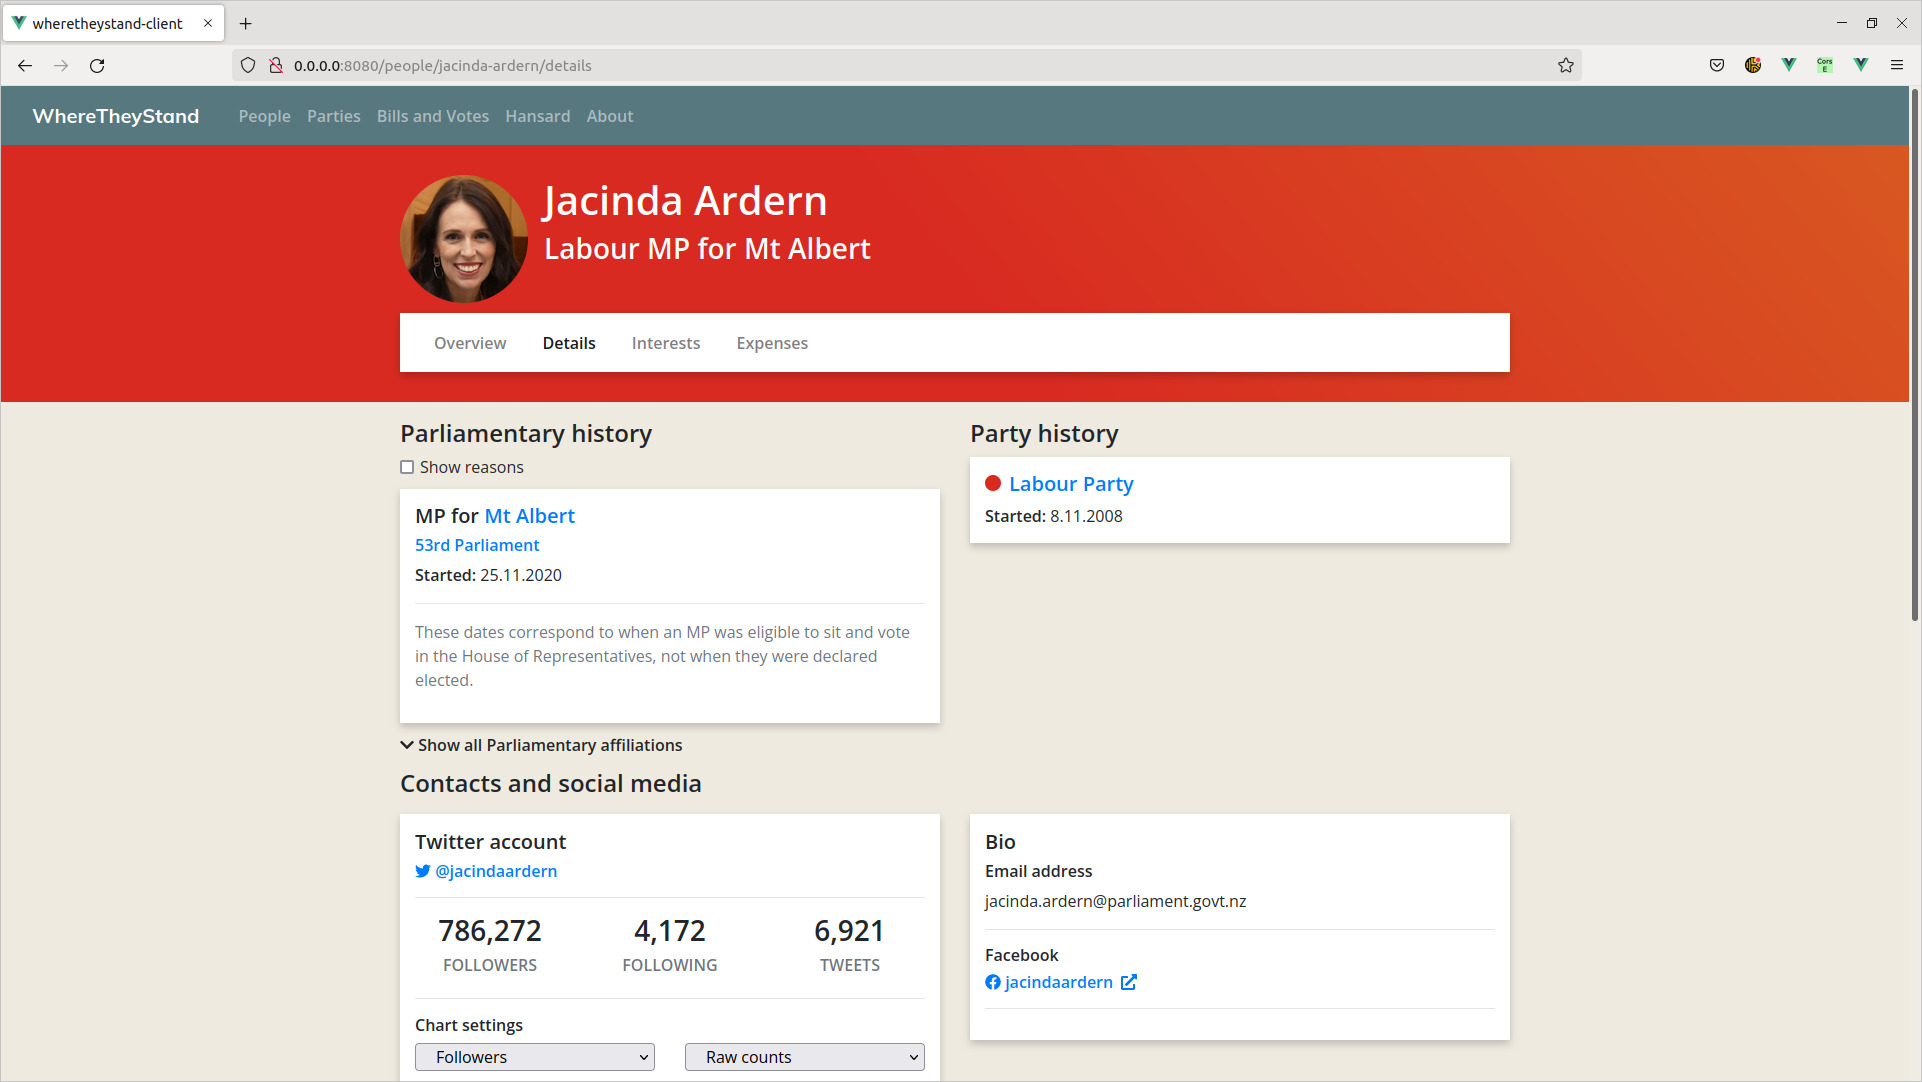 wheretheystand-client
0.0.0.0:8080/people/jacinda-ardern/details
Cors
E
WhereTheyStand People Parties Bills and Votes Hansard About
Jacinda Ardern
Labour MP for Mt Albert
Overview Details Interests Expenses
Parliamentary history
Show reasons
MP for Mt Albert
53rd Parliament
Started: 25.11.2020
These dates correspond to when an MP was eligible to sit and vote
in the House of Representatives, not when they were declared
elected.
Show all Parliamentary affiliations
Party history
Labour Party
Started: 8.11.2008
Contacts and social media
Twitter account
@jacindaardern
786,272 4,172 6,921
FOLLOWERS FOLLOWING TWEETS
Chart settings
Followers Raw counts
Bio
Email address
jacinda.ardern@parliament.govt.nz
Facebook
jacindaardern